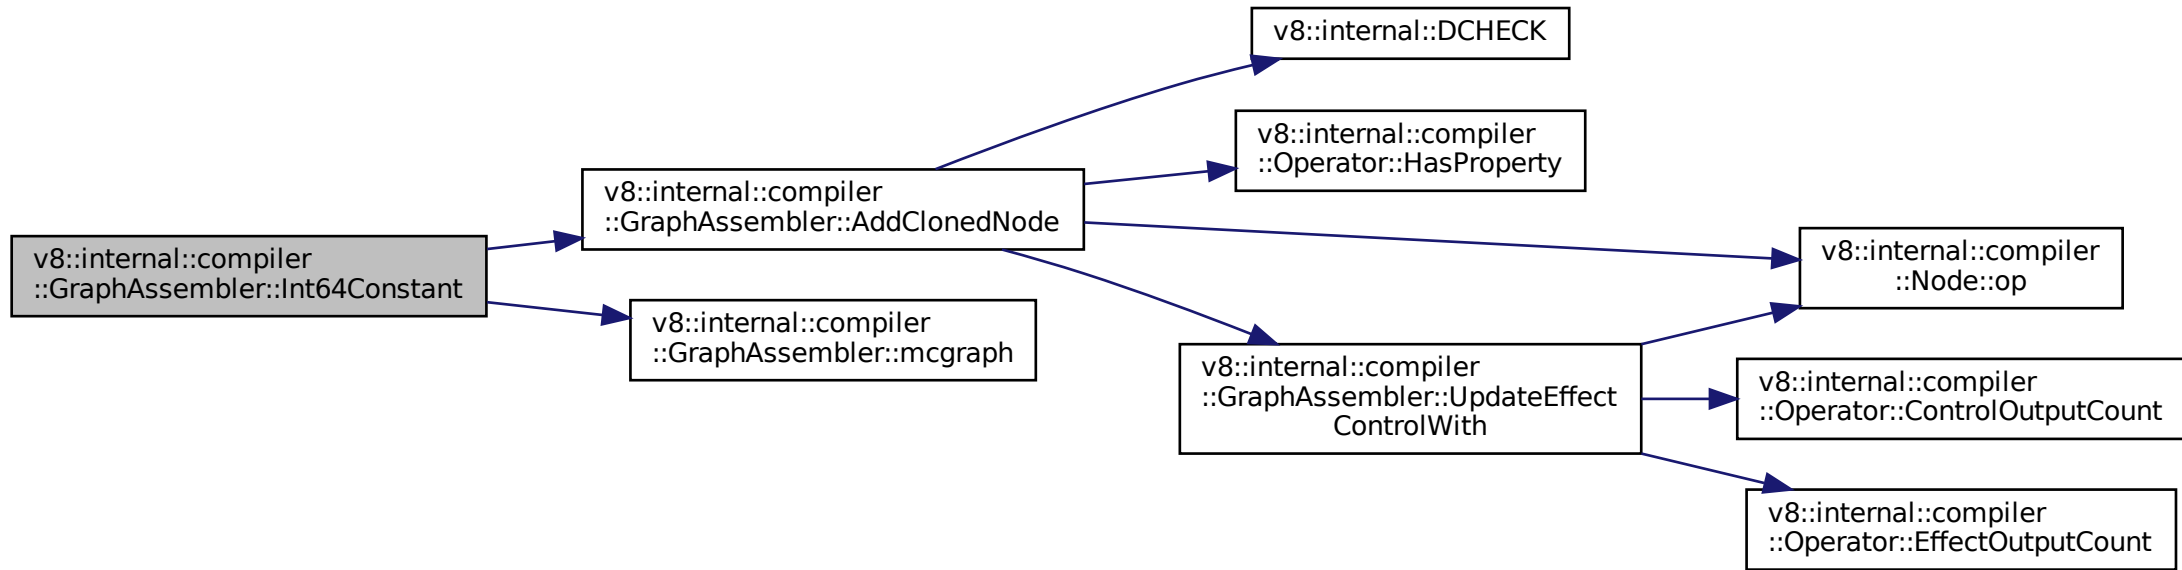 v8::internal::DCHECK
v8::internal::compiler
::Operator::HasProperty
v8::internal::compiler
::GraphAssembler::AddClonedNode
v8::internal::compiler
::GraphAssembler::Int64Constant
v8::internal::compiler
::Node::op
v8::internal::compiler
::GraphAssembler::mcgraph
v8::internal::compiler
::GraphAssembler::UpdateEffect
ControlWith
v8::internal::compiler
::Operator::ControlOutputCount
v8::internal::compiler
::Operator::EffectOutputCount